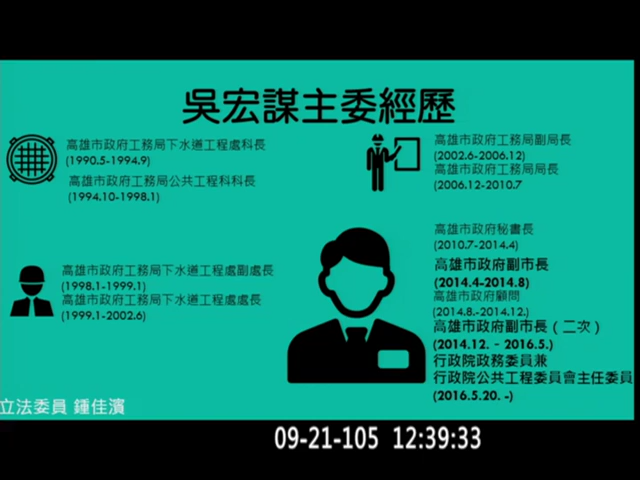 吳宏謀主委經歷
高雄市政府工務局下水道工程處科長
(1990.5-1994.9)
高雄市政府工務局公共工程科科長
(1994.10-1998.1)
高雄市政府工務局副局長
(2002.6-2006.12)
高雄市政府工務局局長
(2006.12-2010.7
高雄市政府工務局下水道工程處副處長
(1998.1-1999.1)
高雄市政府工務局下水道工程處處長
(1999.1-2002.6)
高雄市政府秘書長
(2010.7-2014.4)
高雄市政府副市長
(2014.4-2014.8)
高雄市政府顧問
(2014.8.-2014.12.)
高雄市政府副市長（二次）
(2014.12. - 2016.5.)
行政院政務委員兼
行政院公共工程委員會主任委員
(2016.5.20. -)
立法委員 鍾佳濱
09-21-105 12:39:33